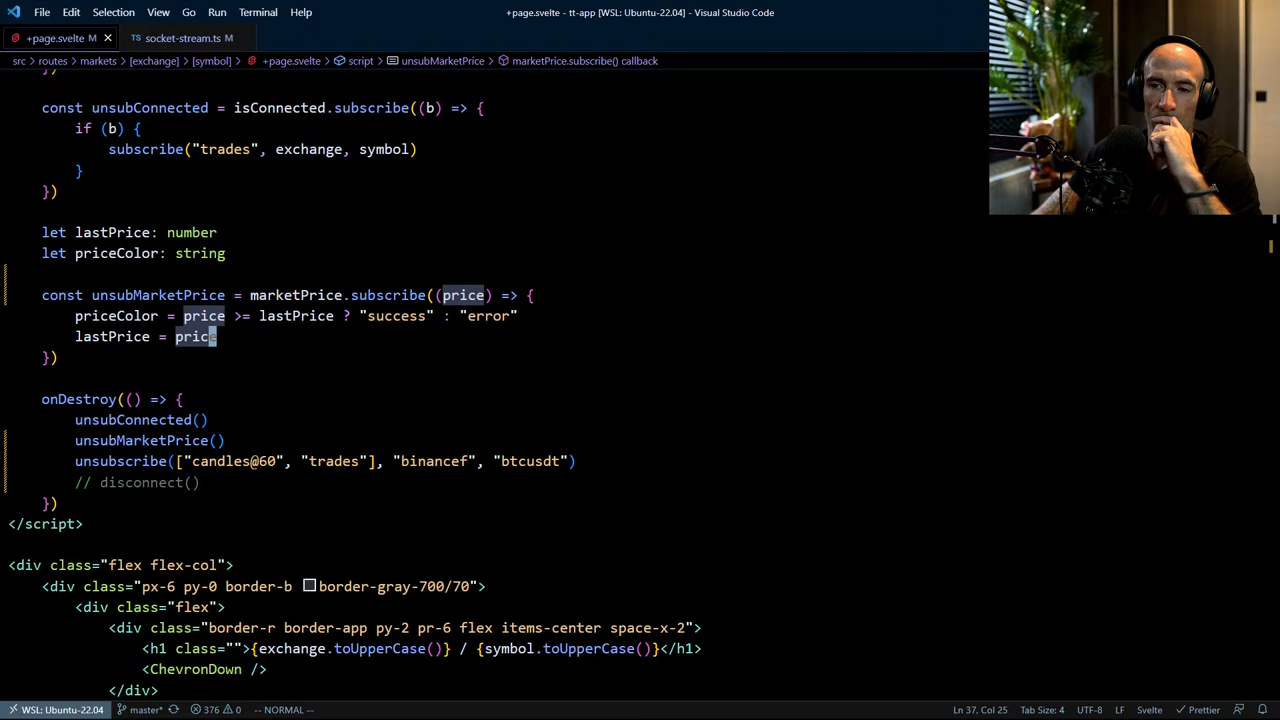 File Edit Selection View Go Run Terminal Help
+page.svelte - tt-app [WSL: Ubuntu-22.04] - Visual Studio Code
+page.svelte M
TS socket-stream.ts M
src > routes > markets > [exchange] > [symbol] > +page.svelte > script > unsubMarketPrice > marketPrice.subscribe() callback
})
const unsubConnected = isConnected.subscribe((b) => {
if (b) {
subscribe("trades", exchange, symbol)
}
})
let lastPrice: number
let priceColor: string
const unsubMarketPrice = marketPrice.subscribe((price) => {
priceColor = price >= lastPrice ? "success" : "error"
lastPrice = price
})
onDestroy(() => {
unsubConnected()
unsubMarketPrice()
unsubscribe(["candles@60", "trades"], "binancef", "btcusdt")
// disconnect()
})
</script>
<div class="flex flex-col">
<div class="px-6 py-0 border-b border-gray-700/70">
<div class="flex">
<div class="border-r border-app py-2 pr-6 flex items-center space-x-2">
<h1 class="">{exchange.toUpperCase()} / {symbol.toUpperCase()}</h1>
<ChevronDown />
</div>
WSL: Ubuntu-22.04 master* 376 0 -- NORMAL -- Ln 37, Col 25 Tab Size: 4 UTF-8 LF Svelte Prettier